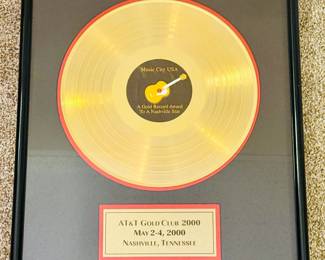 Music City USA
A Gold Record Award
To A Nashville Star
AT&T GOLD CLUB 2000
MAY 2-4, 2000
NASHVILLE, TENNESSEE